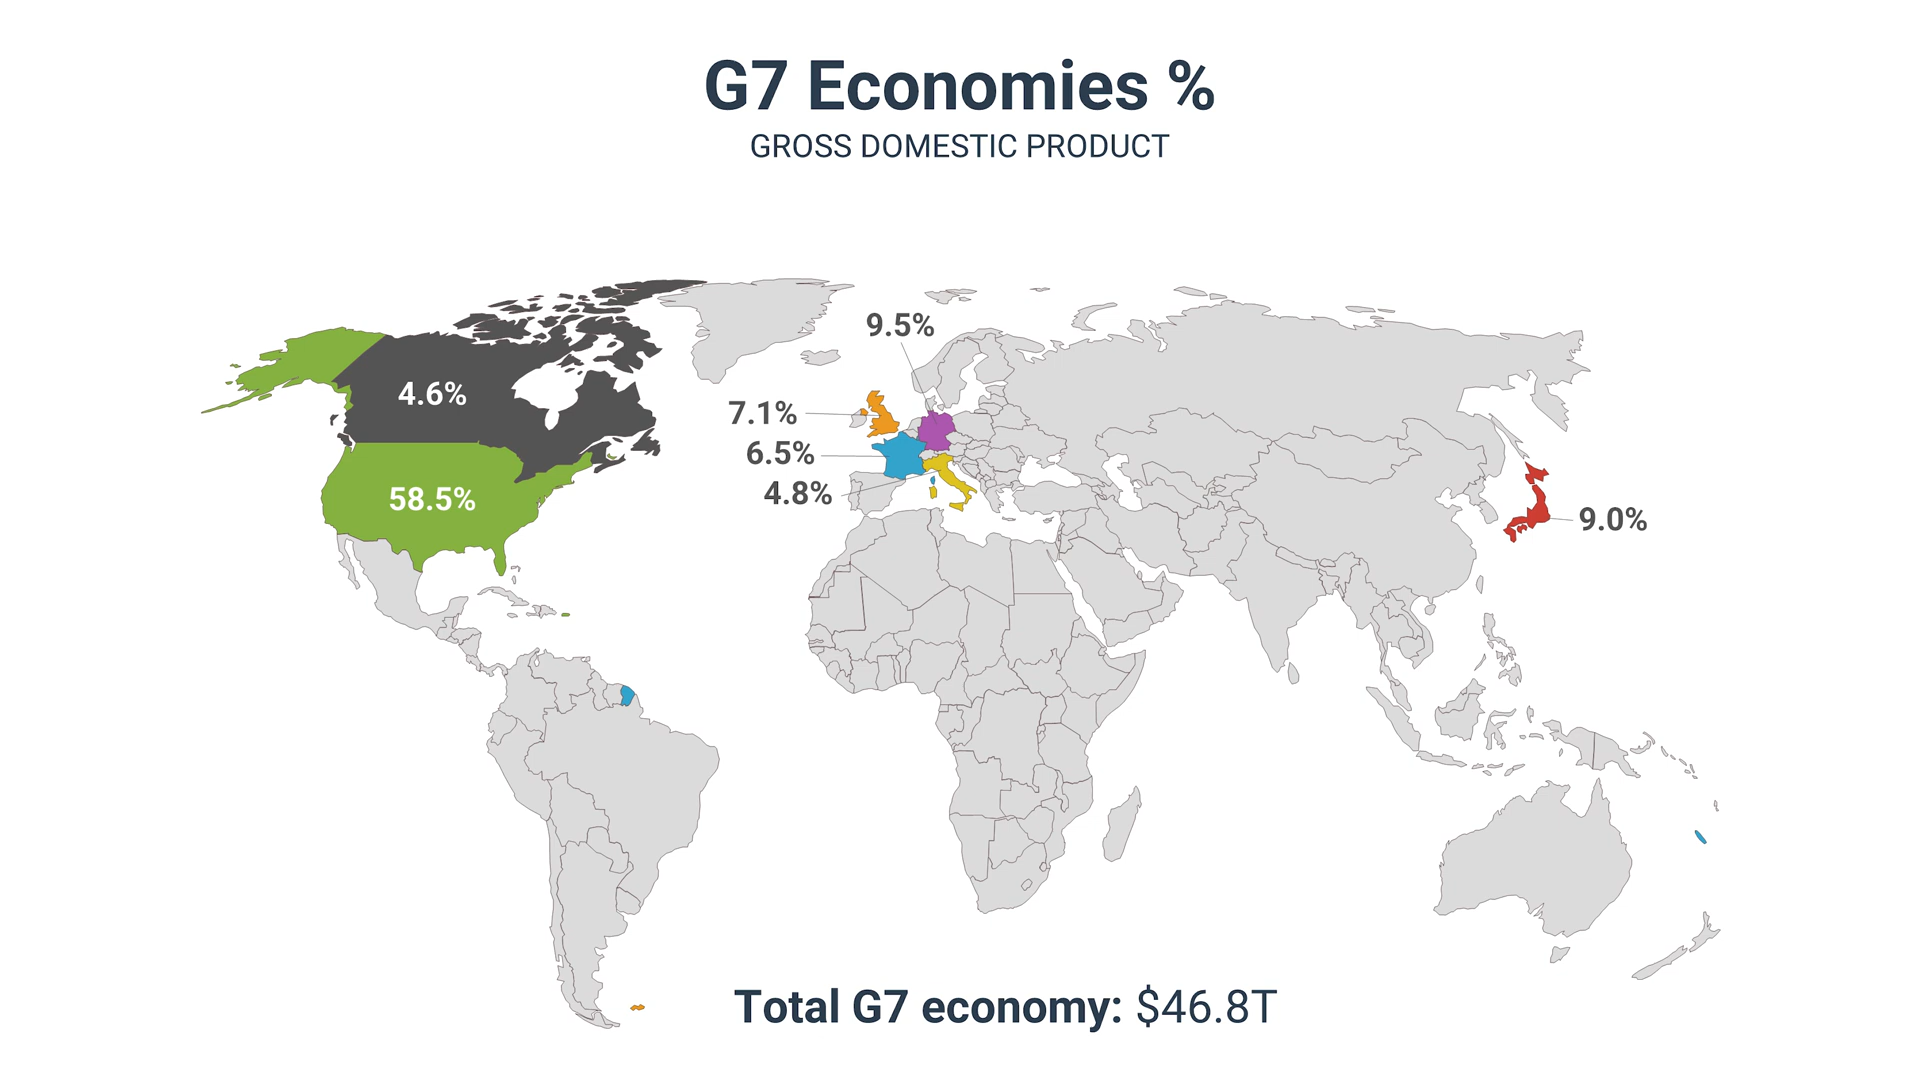 G7 Economies %
GROSS DOMESTIC PRODUCT
9.5%
4.6%
7.1%
6.5%
4.8%
58.5%
9.0%
Total G7 economy: $46.8T